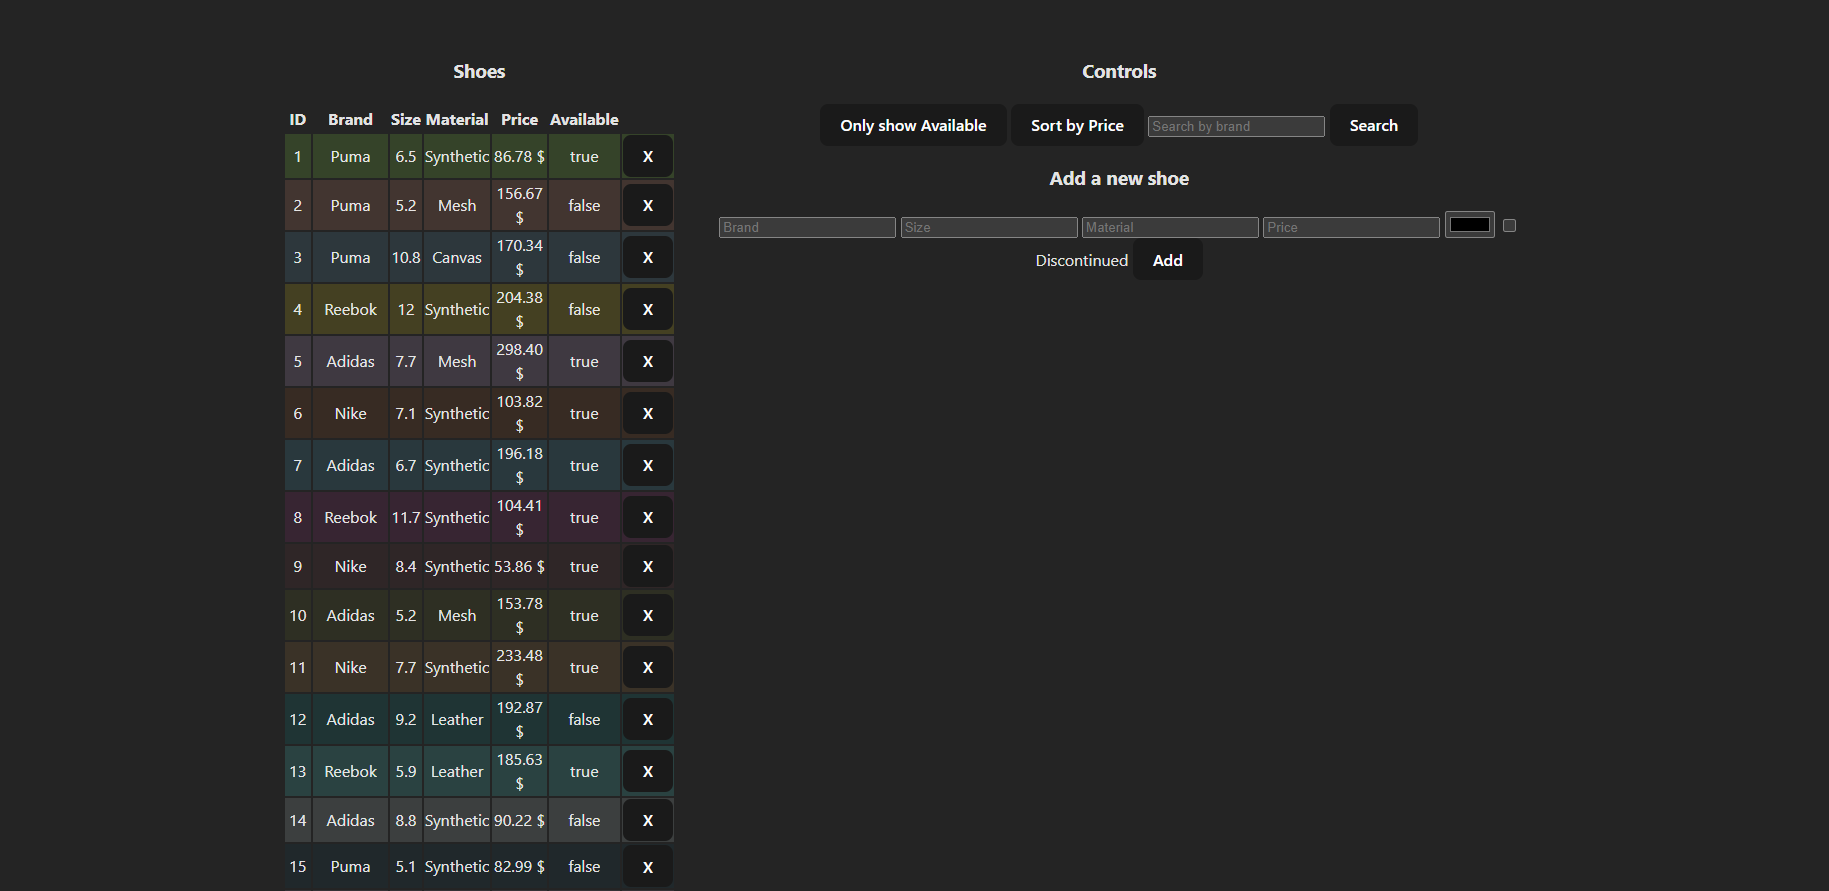 Shoes
ID Brand Size Material Price Available
1 Puma 6.5 Synthetic 86.78 $ true X
2 Puma 5.2 Mesh 156.67 $ false X
3 Puma 10.8 Canvas 170.34 $ false X
4 Reebok 12 Synthetic 204.38 $ false X
5 Adidas 7.7 Mesh 298.40 $ true X
6 Nike 7.1 Synthetic 103.82 $ true X
7 Adidas 6.7 Synthetic 196.18 $ true X
8 Reebok 11.7 Synthetic 104.41 $ true X
9 Nike 8.4 Synthetic 53.86 $ true X
10 Adidas 5.2 Mesh 153.78 $ true X
11 Nike 7.7 Synthetic 233.48 $ true X
12 Adidas 9.2 Leather 192.87 $ false X
13 Reebok 5.9 Leather 185.63 $ true X
14 Adidas 8.8 Synthetic 90.22 $ false X
15 Puma 5.1 Synthetic 82.99 $ false X
Controls
Only show Available Sort by Price Search by brand Search
Add a new shoe
Brand Size Material Price
Discontinued Add